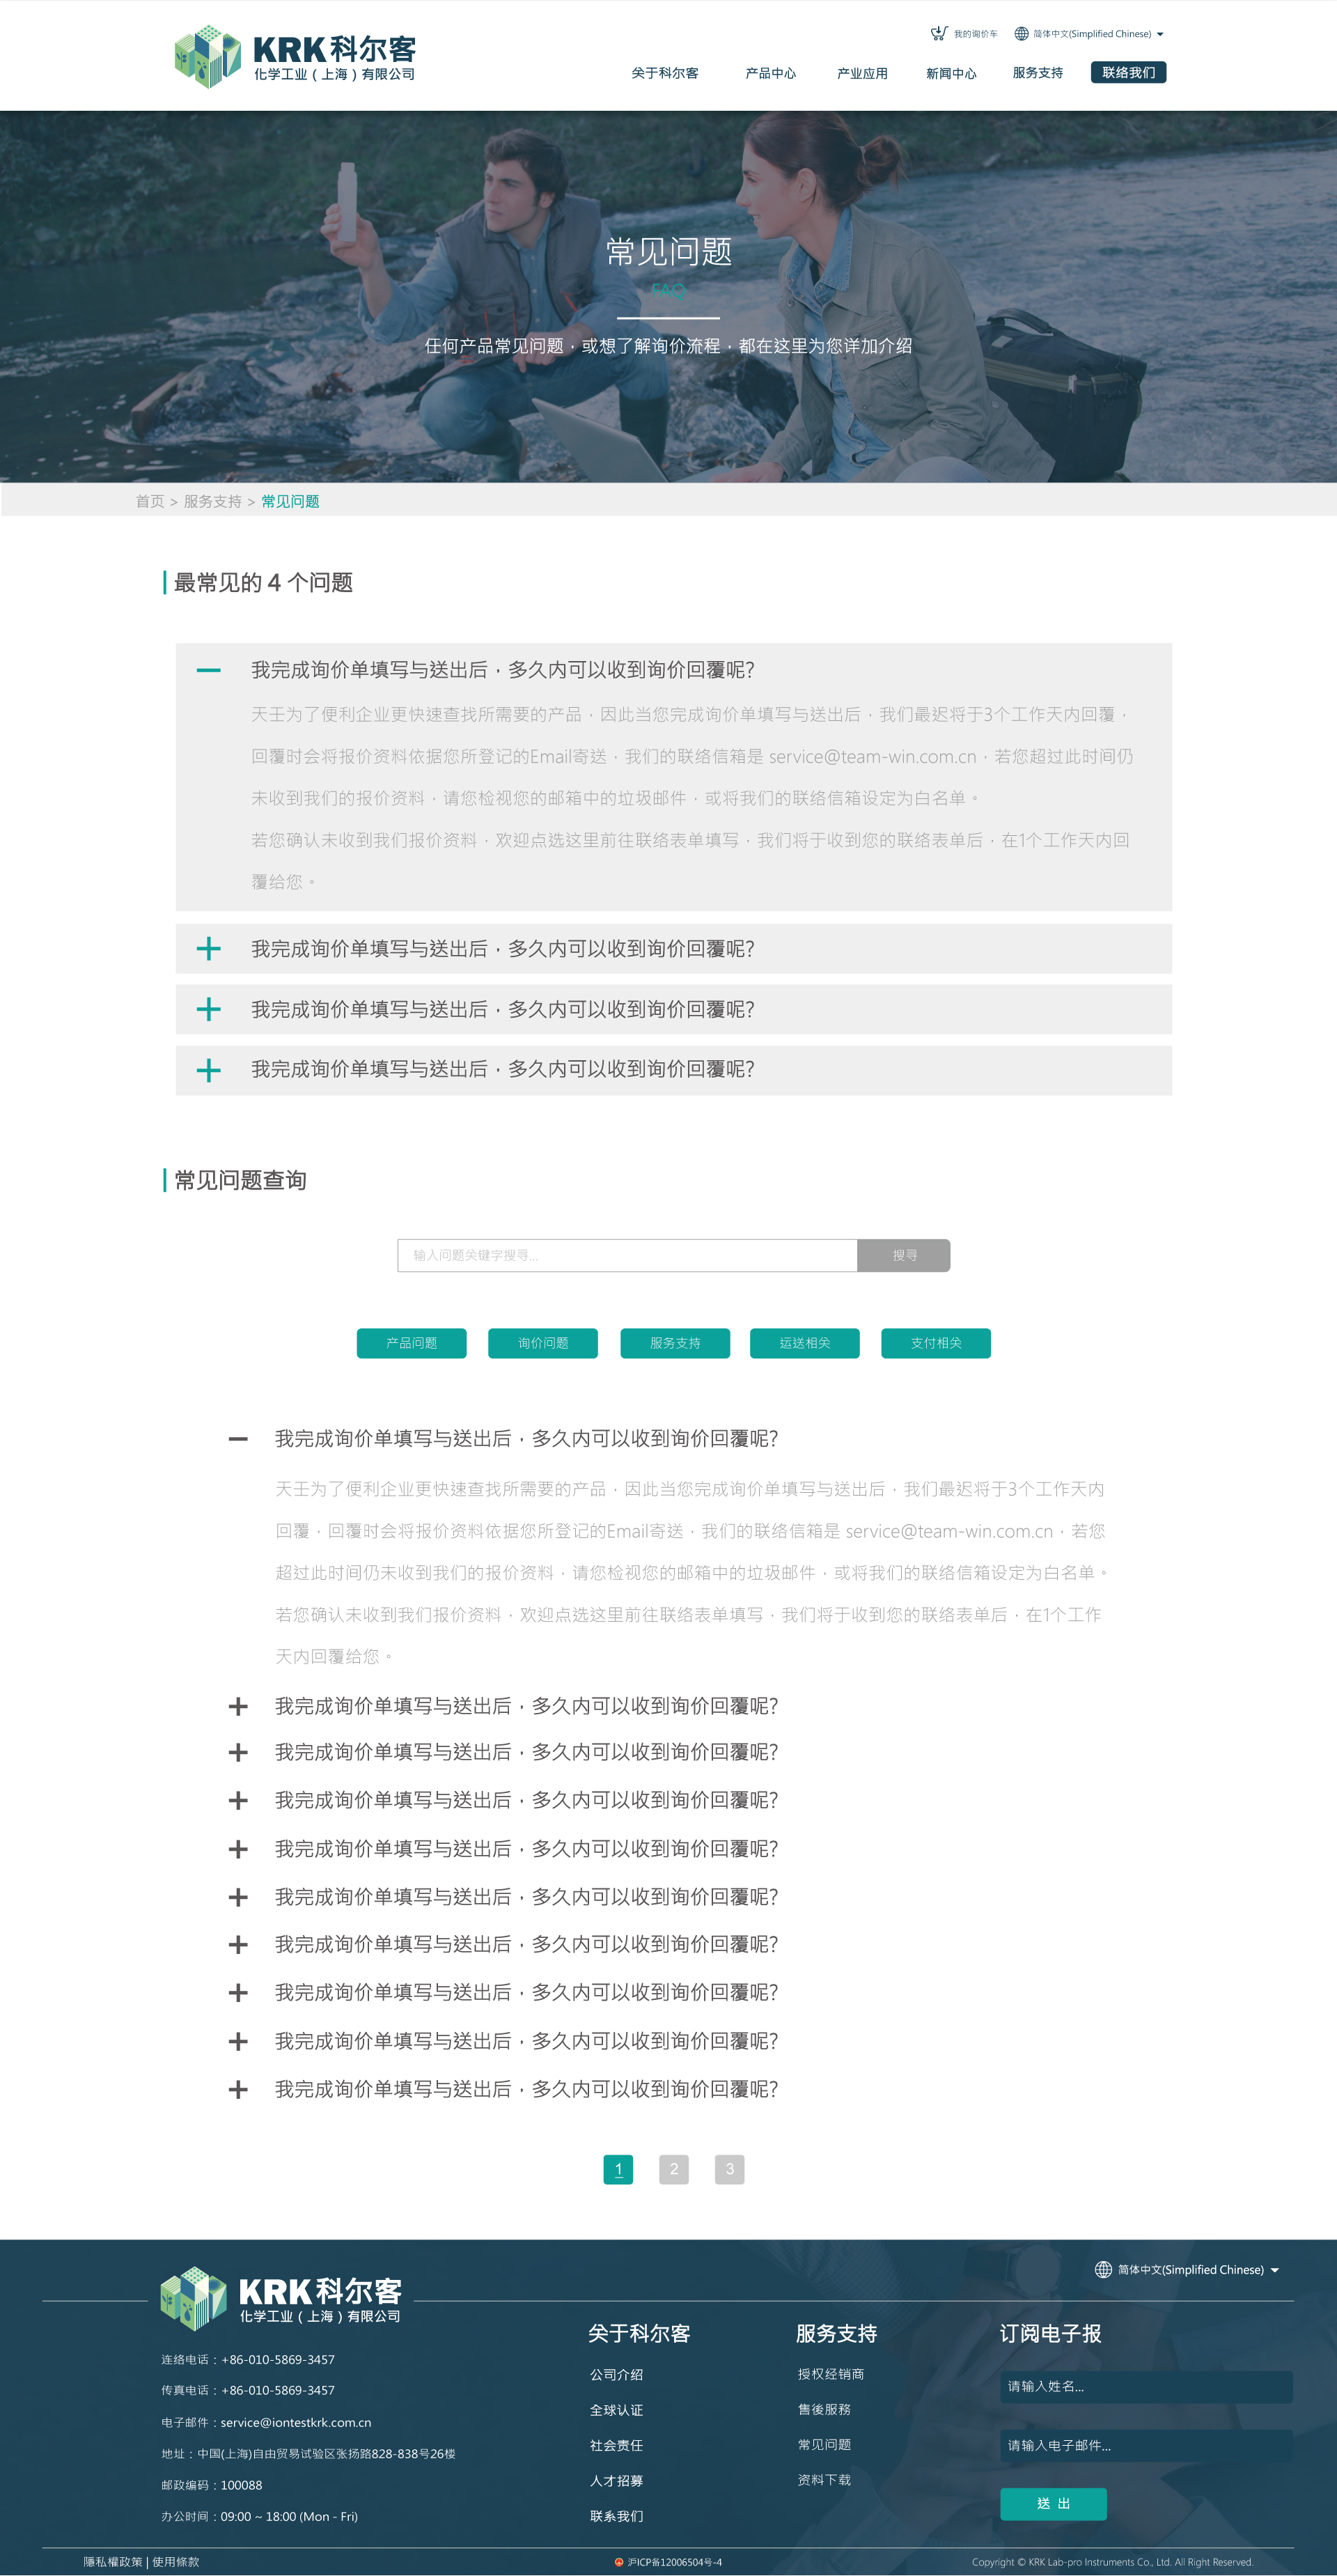 KRK科尔客
化学工业（上海）有限公司
我的询价车
简体中文(Simplified Chinese)
关于科尔客
产品中心
产业应用
新闻中心
服务支持
联络我们
常见问题
FAQ
任何产品常见问题，或想了解询价流程，都在这里为您详加介绍
首页 > 服务支持 > 常见问题
最常见的 4 个问题
我完成询价单填写与送出后，多久内可以收到询价回覆呢?
天王为了便利企业更快速查找所需要的产品，因此当您完成询价单填写与送出后，我们最迟将于3个工作天内回覆，
回覆时会将报价资料依据您所登记的Email寄送，我们的联络信箱是 service@team-win.com.cn，若您超过此时间仍
未收到我们的报价资料，请您检视您的邮箱中的垃圾邮件，或将我们的联络信箱设定为白名单。
若您确认未收到我们报价资料，欢迎点选这里前往联络表单填写，我们将于收到您的联络表单后，在1个工作天内回
覆给您。
我完成询价单填写与送出后，多久内可以收到询价回覆呢?
我完成询价单填写与送出后，多久内可以收到询价回覆呢?
我完成询价单填写与送出后，多久内可以收到询价回覆呢?
常见问题查询
输入问题关键字搜寻...
搜寻
产品问题
询价问题
服务支持
运送相关
支付相关
我完成询价单填写与送出后，多久内可以收到询价回覆呢?
天王为了便利企业更快速查找所需要的产品，因此当您完成询价单填写与送出后，我们最迟将于3个工作天内
回覆，回覆时会将报价资料依据您所登记的Email寄送，我们的联络信箱是 service@team-win.com.cn，若您
超过此时间仍未收到我们的报价资料，请您检视您的邮箱中的垃圾邮件，或将我们的联络信箱设定为白名单。
若您确认未收到我们报价资料，欢迎点选这里前往联络表单填写，我们将于收到您的联络表单后，在1个工作
天内回覆给您。
我完成询价单填写与送出后，多久内可以收到询价回覆呢?
我完成询价单填写与送出后，多久内可以收到询价回覆呢?
我完成询价单填写与送出后，多久内可以收到询价回覆呢?
我完成询价单填写与送出后，多久内可以收到询价回覆呢?
我完成询价单填写与送出后，多久内可以收到询价回覆呢?
我完成询价单填写与送出后，多久内可以收到询价回覆呢?
我完成询价单填写与送出后，多久内可以收到询价回覆呢?
我完成询价单填写与送出后，多久内可以收到询价回覆呢?
我完成询价单填写与送出后，多久内可以收到询价回覆呢?
1
2
3
简体中文(Simplified Chinese)
KRK科尔客
化学工业（上海）有限公司
连络电话：+86-010-5869-3457
传真电话：+86-010-5869-3457
电子邮件：service@iontestkrk.com.cn
地址：中国(上海)自由贸易试验区张扬路828-838号26楼
邮政编码：100088
办公时间：09:00 ~ 18:00 (Mon - Fri)
关于科尔客
公司介绍
全球认证
社会责任
人才招募
联系我们
服务支持
授权经销商
售後服務
常见问题
资料下载
订阅电子报
请输入姓名...
请输入电子邮件...
送 出
隱私權政策 | 使用條款
沪ICP备12006504号-4
Copyright © KRK Lab-pro Instruments Co., Ltd. All Right Reserved.